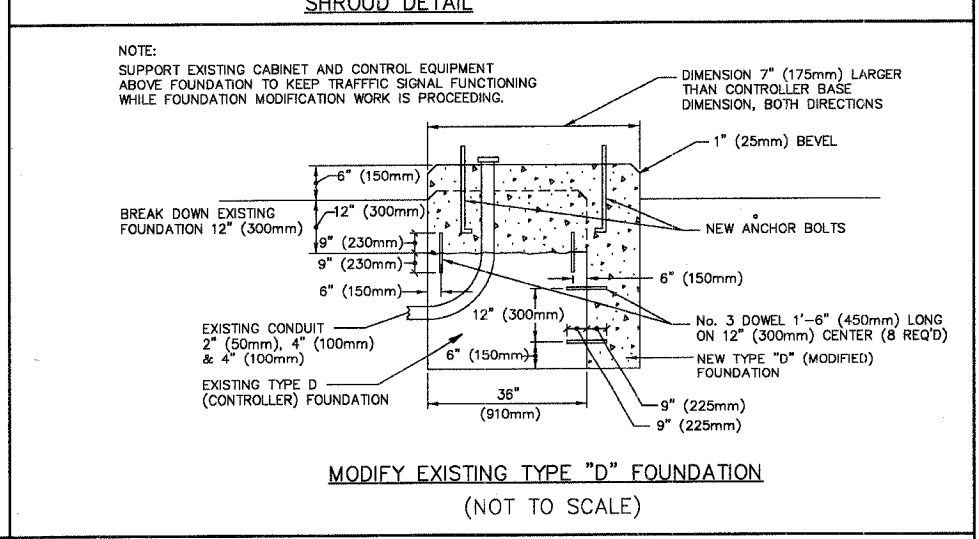 SHROUD DETAIL
NOTE:
SUPPORT EXISTING CABINET AND CONTROL EQUIPMENT
ABOVE FOUNDATION TO KEEP TRAFFFIC SIGNAL FUNCTIONING
WHILE FOUNDATION MODIFICATION WORK IS PROCEEDING.
DIMENSION 7" (175mm) LARGER
THAN CONTROLLER BASE
DIMENSION, BOTH DIRECTIONS
1" (25mm) BEVEL
6" (150mm)
BREAK DOWN EXISTING
FOUNDATION 12" (300mm)
12" (300mm)
NEW ANCHOR BOLTS
9" (230mm)
9" (230mm)
6" (150mm)
6" (150mm)
12" (300mm)
No. 3 DOWEL 1'-6" (450mm) LONG
ON 12" (300mm) CENTER (8 REQ'D)
EXISTING CONDUIT
2" (50mm), 4" (100mm)
& 4" (100mm)
6" (150mm)
NEW TYPE "D" (MODIFIED)
FOUNDATION
EXISTING TYPE D
(CONTROLLER) FOUNDATION
36"
(910mm)
9" (225mm)
9" (225mm)
MODIFY EXISTING TYPE "D" FOUNDATION
(NOT TO SCALE)